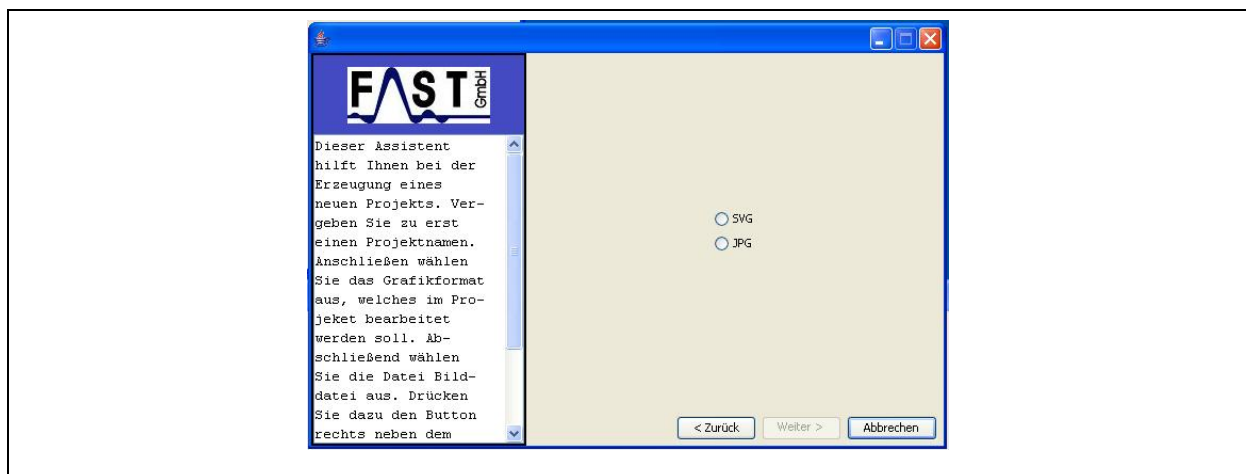 FAST GmbH
Dieser Assistent
hilft Ihnen bei der
Erzeugung eines
neuen Projekts. Ver-
geben Sie zu erst
einen Projektnamen.
Anschließen wählen
Sie das Grafikformat
aus, welches im Pro-
jeket bearbeitet
werden soll. Ab-
schließend wählen
Sie die Datei Bild-
datei aus. Drücken
Sie dazu den Button
rechts neben dem
SVG
JPG
< Zurück Weiter > Abbrechen